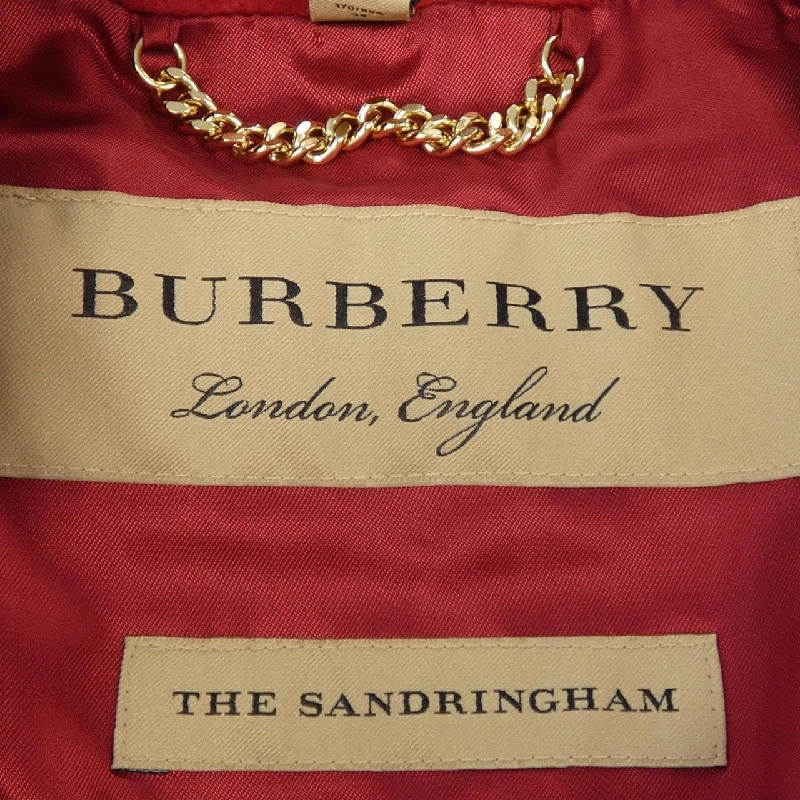 BURBERRY
London, England
THE SANDRINGHAM